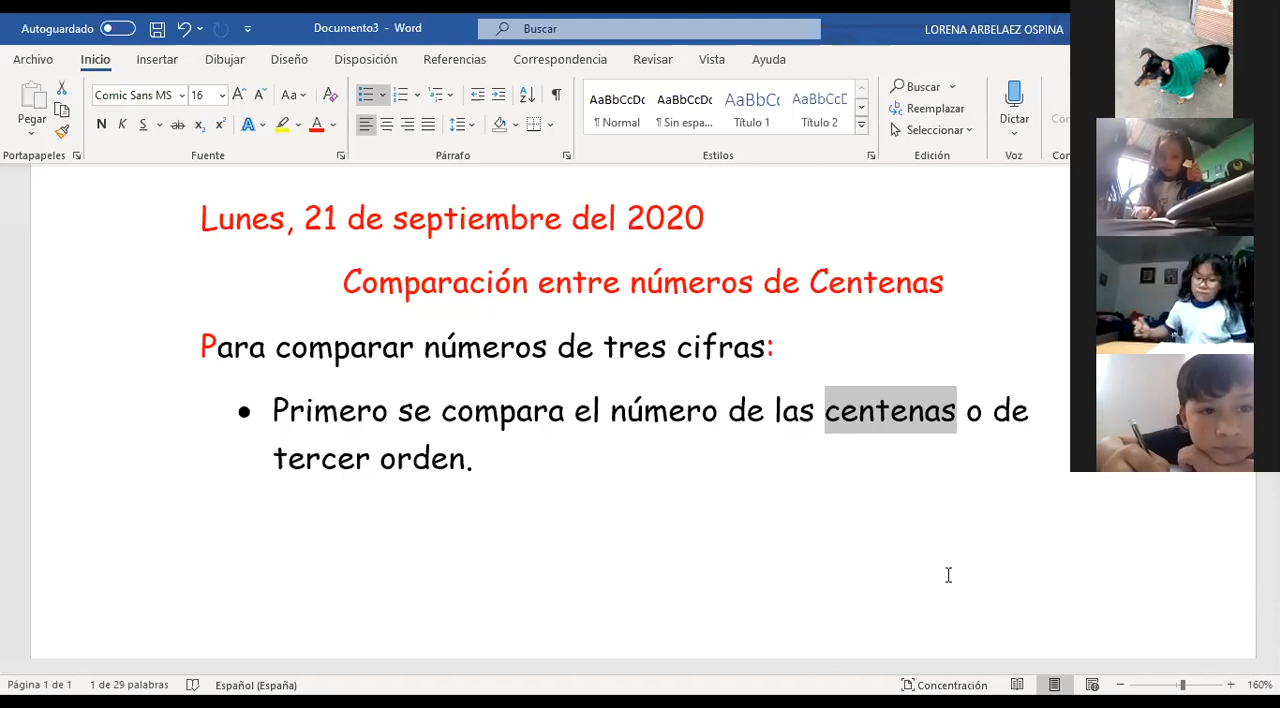 Autoguardado
Documento3 - Word
Buscar
LORENA ARBELAEZ OSPINA
Archivo Inicio Insertar Dibujar Diseño Disposición Referencias Correspondencia Revisar Vista Ayuda
Pegar
Comic Sans MS 16
N K S ab x₂ x²
AaBbCcDc AaBbCcDc AaBbCc AaBbCcD
¶ Normal ¶ Sin espa... Título 1 Título 2
Buscar
Reemplazar
Seleccionar
Dictar
Portapapeles Fuente Párrafo Estilos Edición Voz
Lunes, 21 de septiembre del 2020
Comparación entre números de Centenas
Para comparar números de tres cifras:
• Primero se compara el número de las centenas o de
tercer orden.
Página 1 de 1 1 de 29 palabras Español (España) Concentración 160%